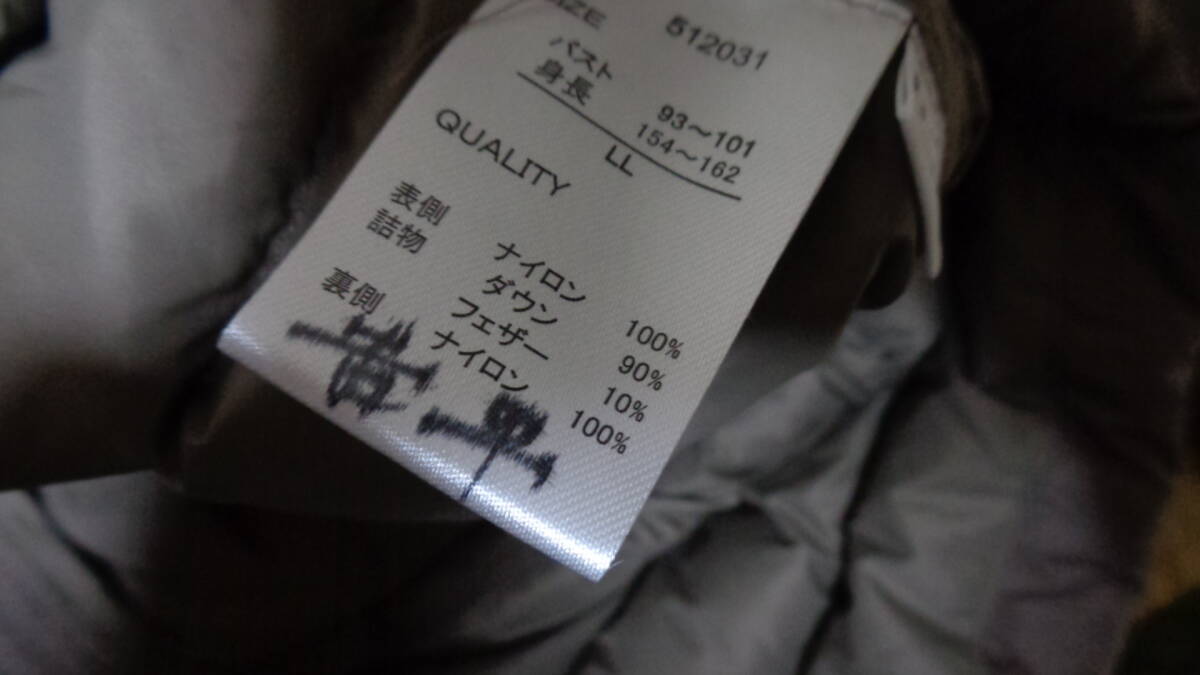 SIZE 512031
バスト 93～101
身長 154～162
LL
QUALITY
表側 ナイロン 100%
詰物 ダウン 90%
フェザー 10%
裏側 ナイロン 100%